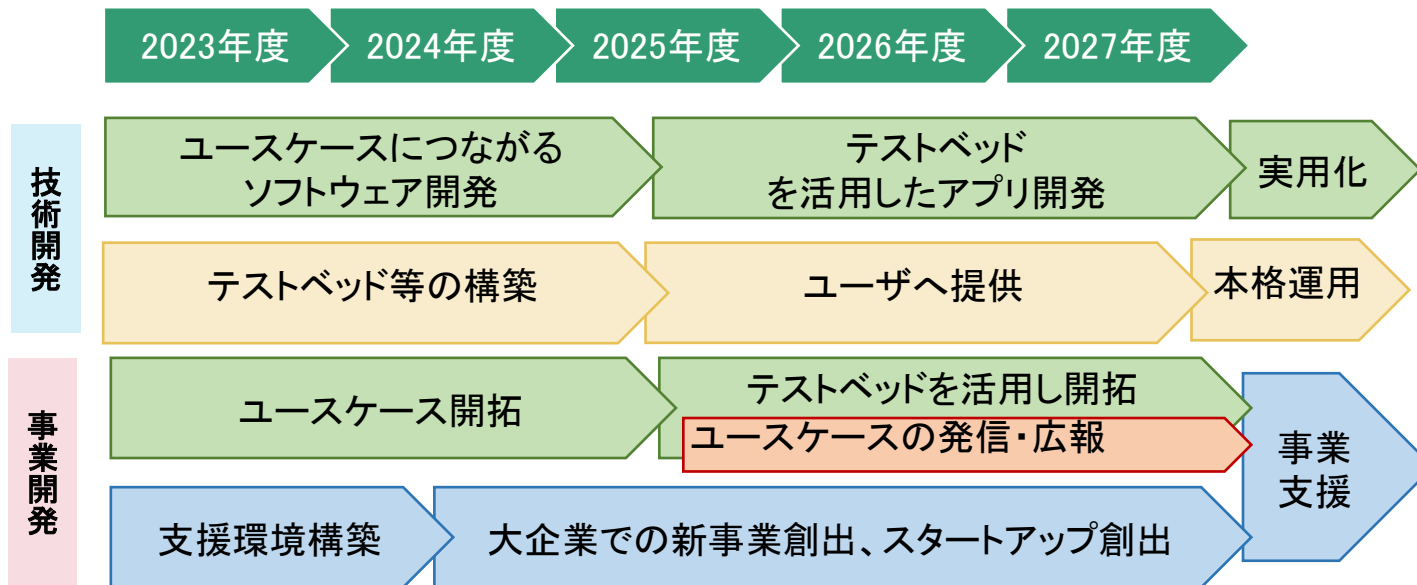 2023年度
2024年度
2025年度
2026年度
2027年度
技術開発
ユースケースにつながる
ソフトウェア開発
テストベッド
を活用したアプリ開発
実用化
テストベッド等の構築
ユーザへ提供
本格運用
事業開発
ユースケース開拓
テストベッドを活用し開拓
ユースケースの発信・広報
事業
支援
支援環境構築
大企業での新事業創出、スタートアップ創出